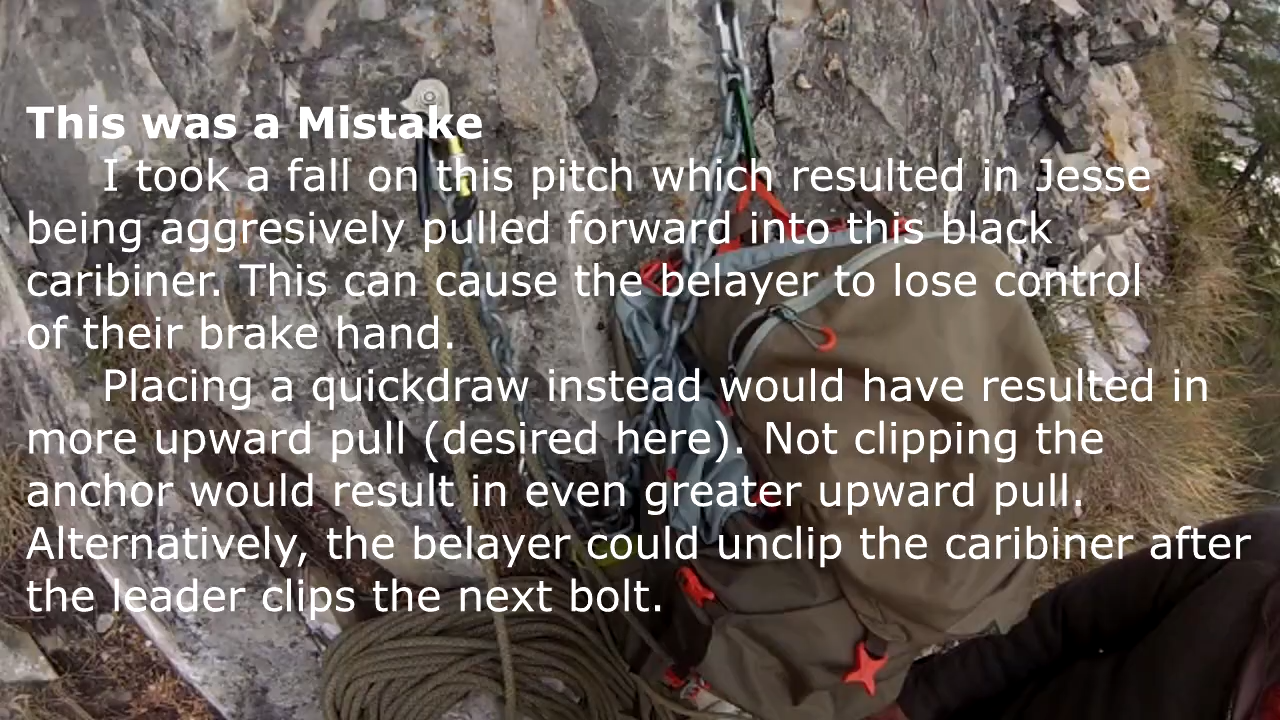 This was a Mistake
I took a fall on this pitch which resulted in Jesse
being aggresively pulled forward into this black
caribiner. This can cause the belayer to lose control
of their brake hand.
Placing a quickdraw instead would have resulted in
more upward pull (desired here). Not clipping the
anchor would result in even greater upward pull.
Alternatively, the belayer could unclip the caribiner after
the leader clips the next bolt.